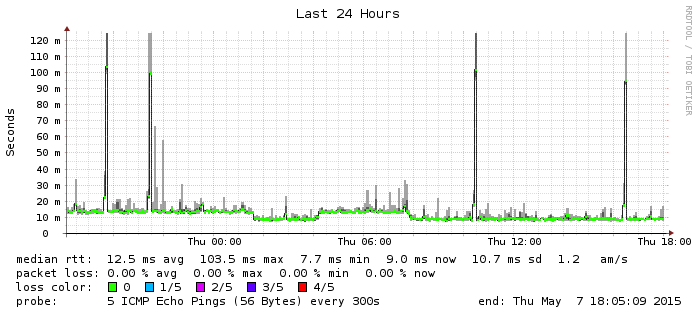 Last 24 Hours
RRDTOOL / TOBI OETIKER
Seconds
120 m
110 m
100 m
90 m
80 m
70 m
60 m
50 m
40 m
30 m
20 m
10 m
0
Thu 00:00 Thu 06:00 Thu 12:00 Thu 18:00
median rtt: 12.5 ms avg 103.5 ms max 7.7 ms min 9.0 ms now 10.7 ms sd 1.2 am/s
packet loss: 0.00 % avg 0.00 % max 0.00 % min 0.00 % now
loss color: 0 1/5 2/5 3/5 4/5
probe: 5 ICMP Echo Pings (56 Bytes) every 300s end: Thu May 7 18:05:09 2015